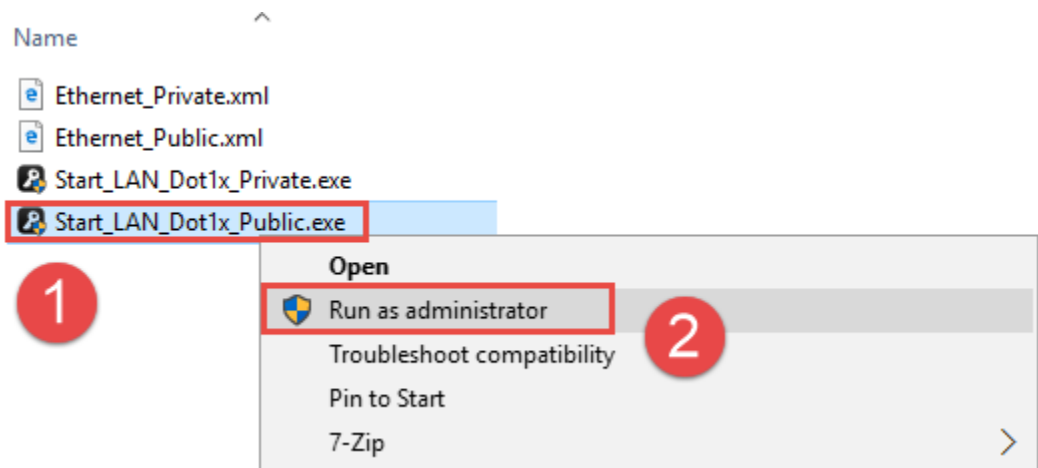 Name
Ethernet_Private.xml
Ethernet_Public.xml
Start_LAN_Dot1x_Private.exe
Start_LAN_Dot1x_Public.exe
1
Open
Run as administrator
2
Troubleshoot compatibility
Pin to Start
7-Zip